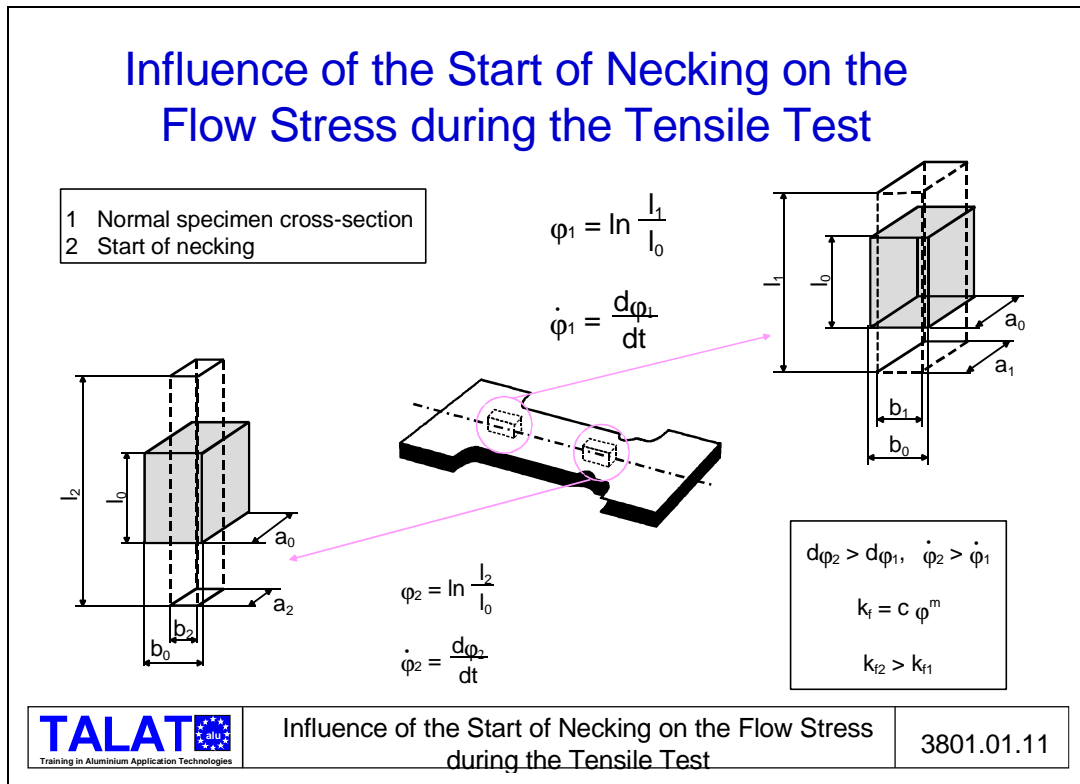 Influence of the Start of Necking on the
Flow Stress during the Tensile Test
1 Normal specimen cross-section
2 Start of necking
φ₁ = ln l₁ / l₀
φ̇₁ = dφ₁ / dt
l₁
l₀
a₀
a₁
b₁
b₀
l₂
l₀
a₀
a₂
b₂
b₀
φ₂ = ln l₂ / l₀
φ̇₂ = dφ₂ / dt
dφ₂ > dφ₁, φ̇₂ > φ̇₁
k_f = c φ^m
k_f2 > k_f1
TALAT
alu
Training in Aluminium Application Technologies
Influence of the Start of Necking on the Flow Stress
during the Tensile Test
3801.01.11